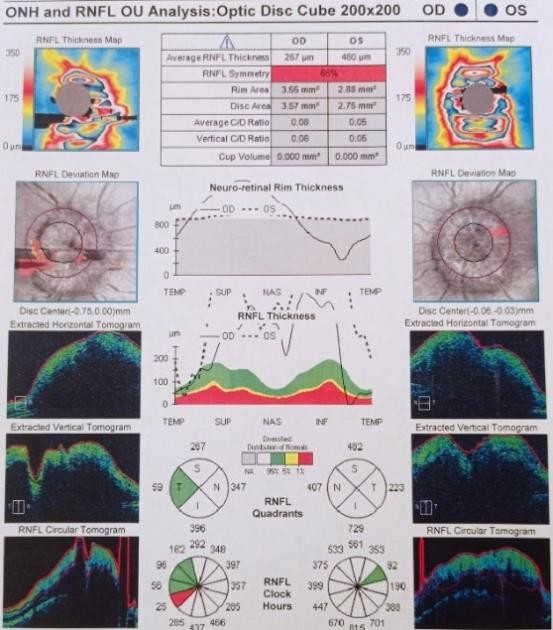 ONH and RNFL OU Analysis:Optic Disc Cube 200x200 OD OS
RNFL Thickness Map
350
175
0 μm
OD OS
Average RNFL Thickness 267 μm 460 μm
RNFL Symmetry 66%
Rim Area 3.55 mm² 2.88 mm²
Disc Area 3.57 mm² 2.75 mm²
Average C/D Ratio 0.08 0.05
Vertical C/D Ratio 0.06 0.05
Cup Volume 0.000 mm³ 0.000 mm³
RNFL Thickness Map
350
175
0 μm
RNFL Deviation Map
Disc Center(-0.75,0.00)mm
Neuro-retinal Rim Thickness
μm OD OS
800
400
0
TEMP SUP NAS INF TEMP
RNFL Deviation Map
Disc Center(-0.06,-0.03)mm
Extracted Horizontal Tomogram
N T
RNFL Thickness
μm OD OS
200
100
0
TEMP SUP NAS INF TEMP
Extracted Horizontal Tomogram
N T
Extracted Vertical Tomogram
I
Diversified:
Distribution of Normals
NA 95% 5% 1%
RNFL
Quadrants
267
59 T S N I 347
396
482
407 N S T I 223
729
Extracted Vertical Tomogram
I
RNFL Circular Tomogram
RNFL
Clock
Hours
162 292 348
96 397
56 357
25 285
285 437 466
533 561 353
375 92
399 190
447 388
670 815 701
RNFL Circular Tomogram